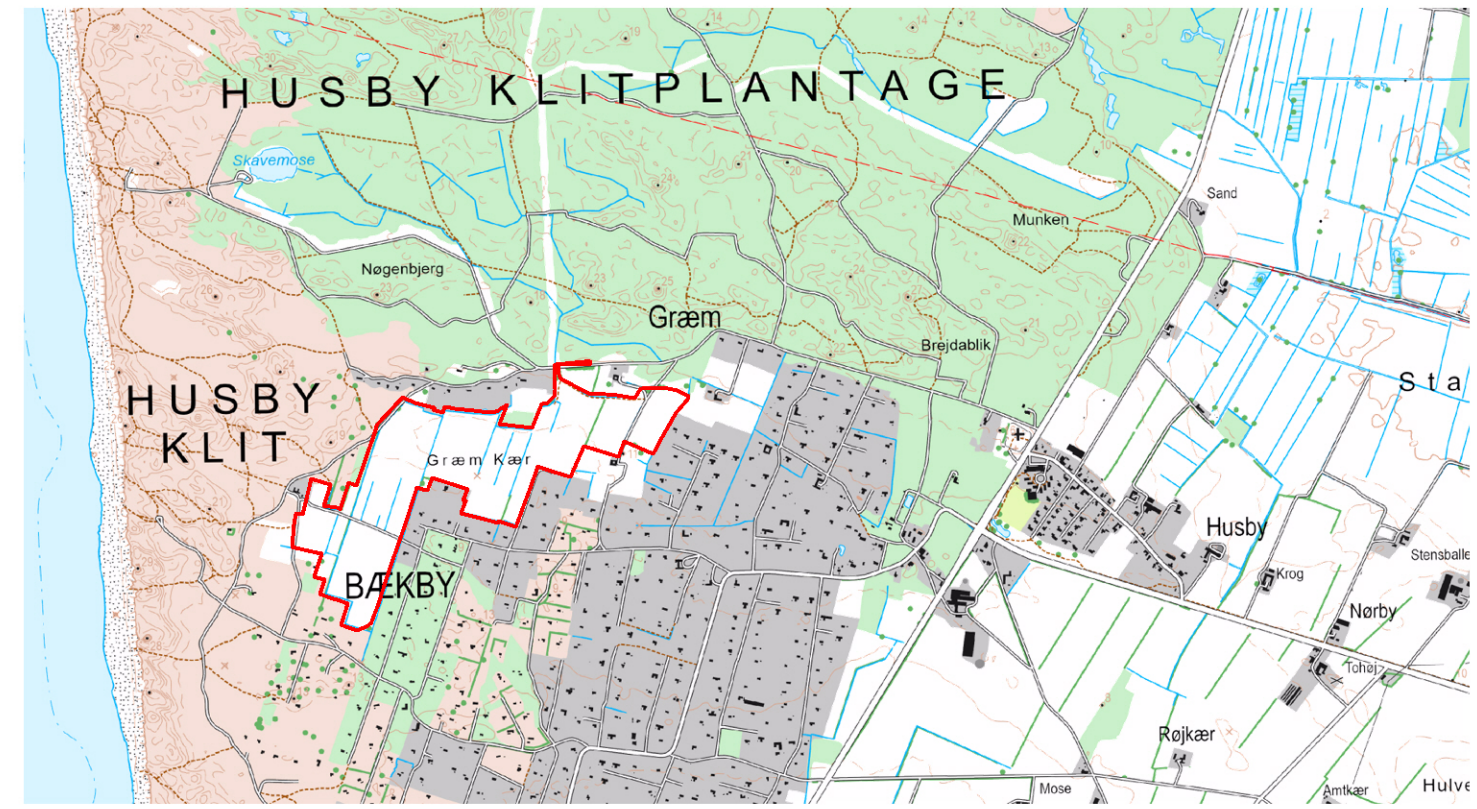 HUSBY KLITPLANTAGE
Skavemose
Sand
Munken
Nøgenbjerg
Græm
Brejdablik
HUSBY
KLIT
Sta
Græm Kær
Husby
Stensballe
Krog
BÆKBY
Nørby
Tohøj
Røjkær
Mose
Amtkær
Hulve